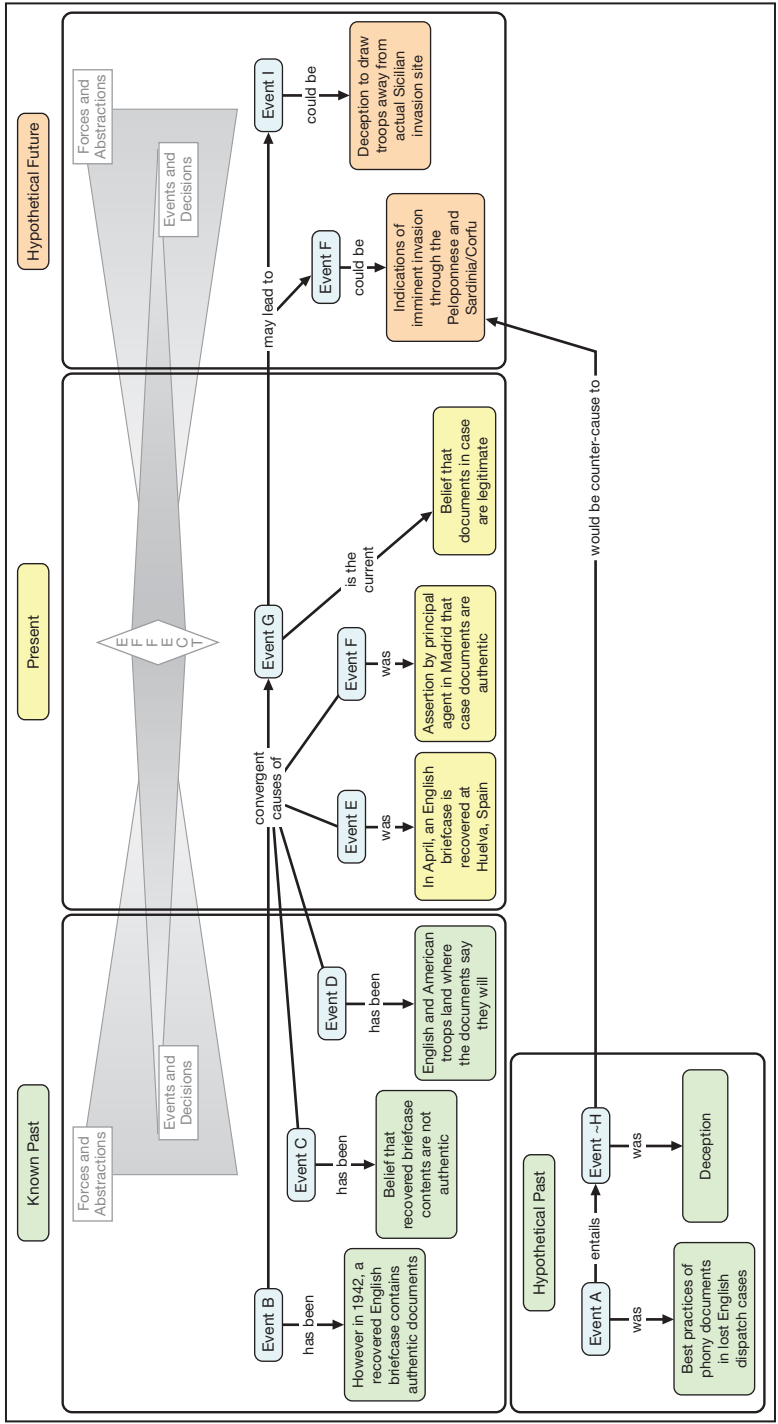 Known Past
Forces and
Abstractions
Events and
Decisions
Event B
has been
However in 1942, a
recovered English
briefcase contains
authentic documents
Event C
has been
Belief that
recovered briefcase
contents are not
authentic
Event D
has been
English and American
troops land where
the documents say
they will
Present
EFFECT
convergent
causes of
Event E
was
In April, an English
briefcase is
recovered at
Huelva, Spain
Event F
was
Assertion by principal
agent in Madrid that
case documents are
authentic
Event G
is the
current
Belief that
documents in case
are legitimate
Hypothetical Future
Forces and
Abstractions
Events and
Decisions
may lead to
Event F
could be
Indications of
imminent invasion
through the
Peloponnese and
Sardinia/Corfu
Event I
could be
Deception to draw
troops away from
actual Sicilian
invasion site
Hypothetical Past
Event A
entails
Event ~H
was
Best practices of
phony documents
in lost English
dispatch cases
was
Deception
would be counter-cause to